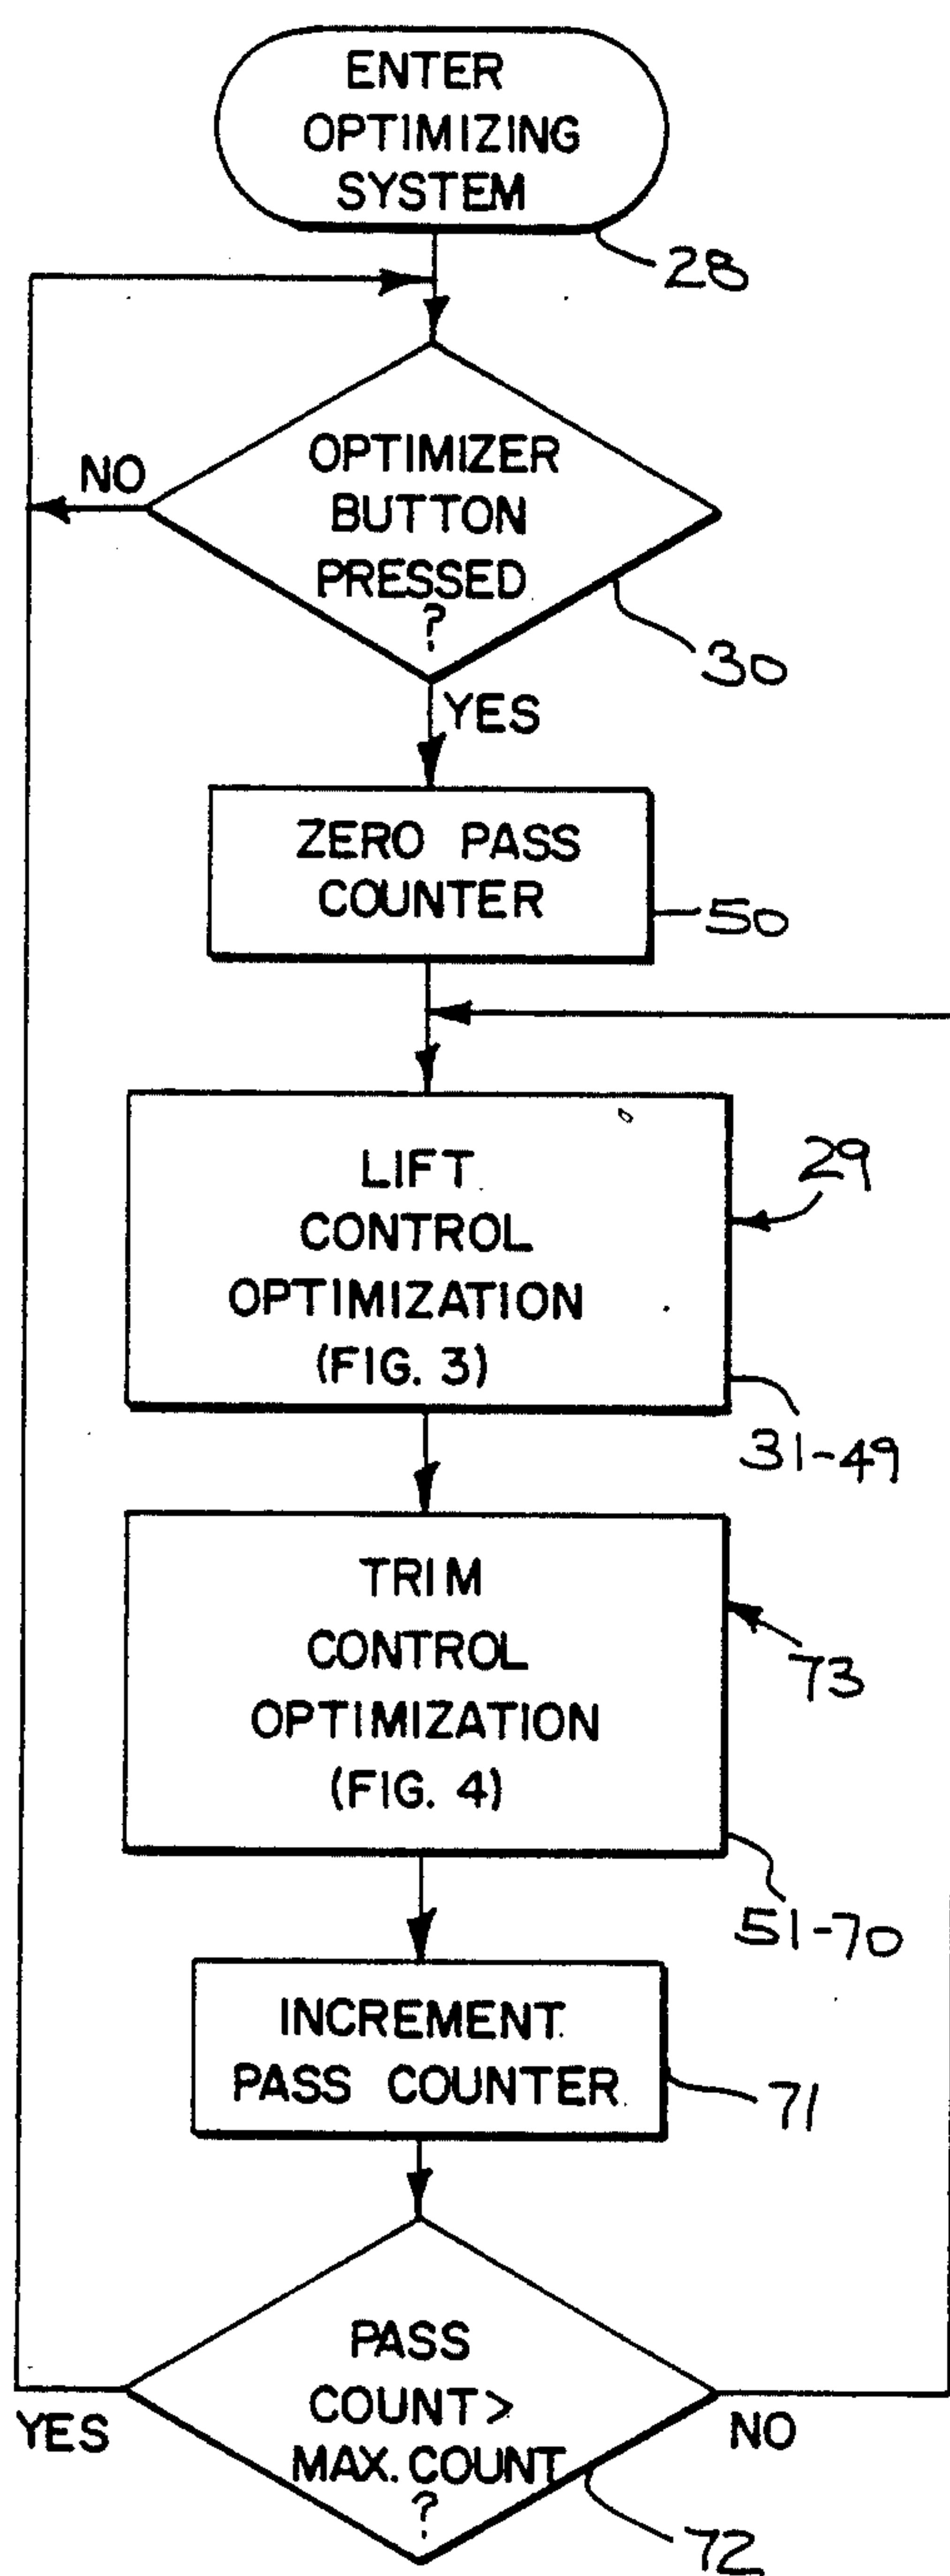 ENTER
OPTIMIZING
SYSTEM
28
OPTIMIZER
BUTTON
PRESSED
?
NO
30
YES
ZERO PASS
COUNTER
50
LIFT
CONTROL
OPTIMIZATION
(FIG. 3)
29
31-49
TRIM
CONTROL
OPTIMIZATION
(FIG. 4)
73
51-70
INCREMENT
PASS COUNTER
71
PASS
COUNT>
MAX. COUNT
?
YES
NO
72